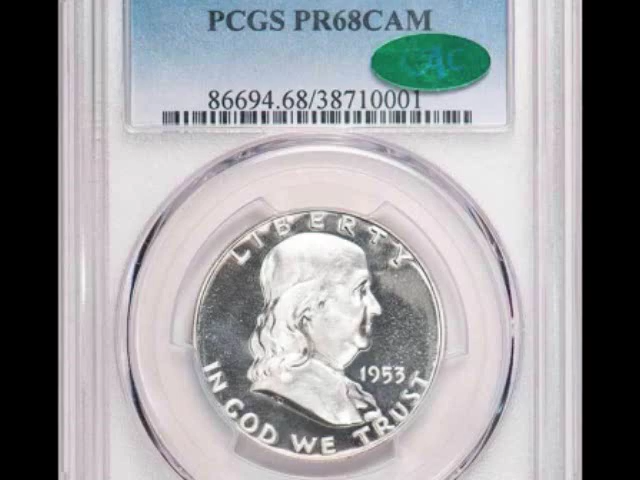 PCGS PR68CAM
CAC
86694.68/38710001
LIBERTY
1953
IN GOD WE TRUST